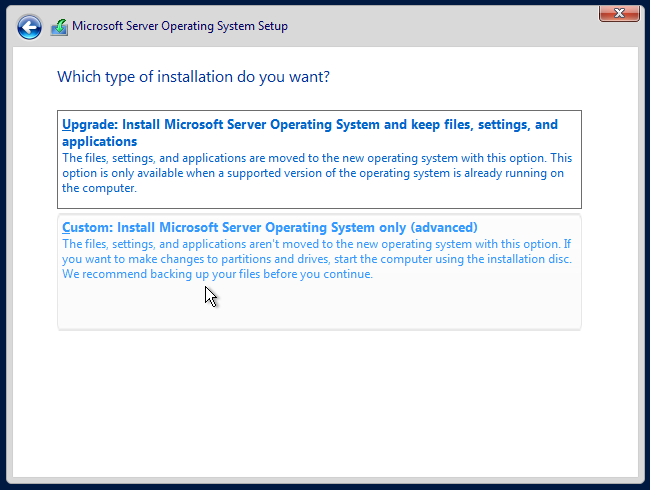 Microsoft Server Operating System Setup
Which type of installation do you want?
Upgrade: Install Microsoft Server Operating System and keep files, settings, and
applications
The files, settings, and applications are moved to the new operating system with this option. This
option is only available when a supported version of the operating system is already running on
the computer.
Custom: Install Microsoft Server Operating System only (advanced)
The files, settings, and applications aren't moved to the new operating system with this option. If
you want to make changes to partitions and drives, start the computer using the installation disc.
We recommend backing up your files before you continue.